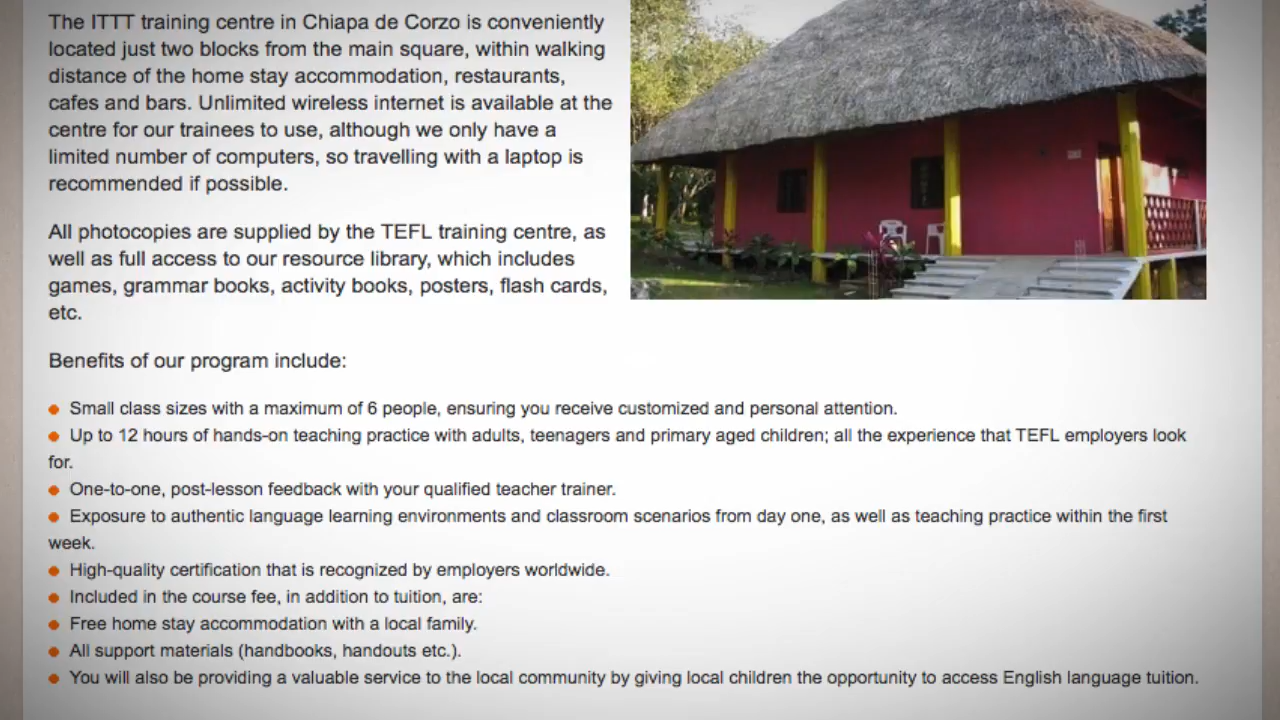 The ITTT training centre in Chiapa de Corzo is conveniently
located just two blocks from the main square, within walking
distance of the home stay accommodation, restaurants,
cafes and bars. Unlimited wireless internet is available at the
centre for our trainees to use, although we only have a
limited number of computers, so travelling with a laptop is
recommended if possible.
All photocopies are supplied by the TEFL training centre, as
well as full access to our resource library, which includes
games, grammar books, activity books, posters, flash cards,
etc.
Benefits of our program include:
Small class sizes with a maximum of 6 people, ensuring you receive customized and personal attention.
Up to 12 hours of hands-on teaching practice with adults, teenagers and primary aged children; all the experience that TEFL employers look
for.
One-to-one, post-lesson feedback with your qualified teacher trainer.
Exposure to authentic language learning environments and classroom scenarios from day one, as well as teaching practice within the first
week.
High-quality certification that is recognized by employers worldwide.
Included in the course fee, in addition to tuition, are:
Free home stay accommodation with a local family.
All support materials (handbooks, handouts etc.).
You will also be providing a valuable service to the local community by giving local children the opportunity to access English language tuition.